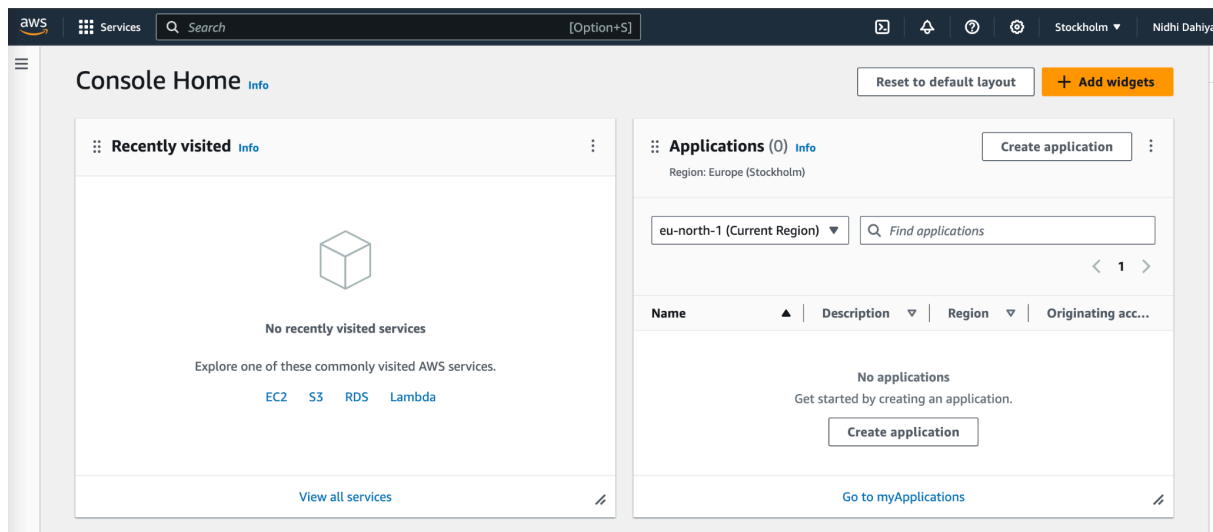 aws Services Search [Option+S] Stockholm Nidhi Dahiya
Console Home Info
Reset to default layout
+ Add widgets
Recently visited Info
No recently visited services
Explore one of these commonly visited AWS services.
EC2 S3 RDS Lambda
View all services
Applications (0) Info
Create application
Region: Europe (Stockholm)
eu-north-1 (Current Region)
Find applications
1
Name Description Region Originating acc...
No applications
Get started by creating an application.
Create application
Go to myApplications